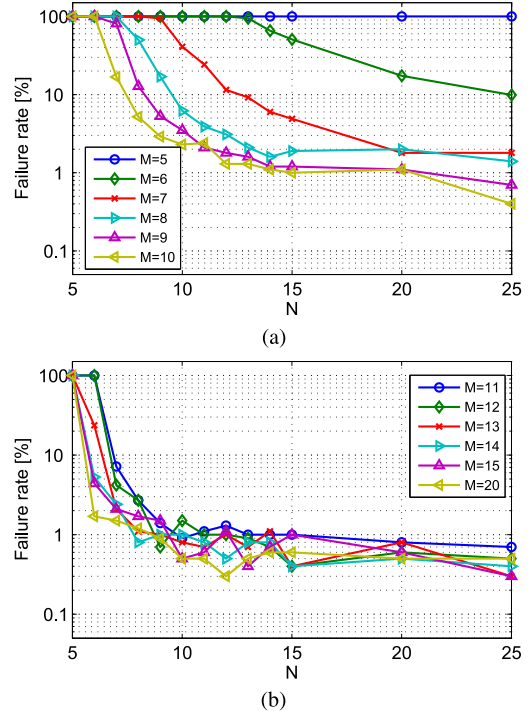 100
10
1
0.1
Failure rate [%]
M=5
M=6
M=7
M=8
M=9
M=10
5 10 15 20 25
N
(a)
100
10
1
0.1
Failure rate [%]
M=11
M=12
M=13
M=14
M=15
M=20
5 10 15 20 25
N
(b)